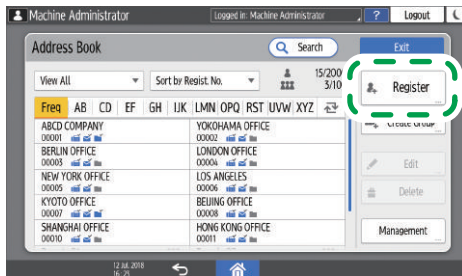 Machine Administrator
Logged in: Machine Administrator
?
Logout
Address Book
Search
Exit
View All
Sort by Regist. No.
15/2000
3/10
Register
Freq AB CD EF GH IJK LMN OPQ RST UVW XYZ
Create Group
ABCD COMPANY
00001
YOKOHAMA OFFICE
00002
BERLIN OFFICE
00003
LONDON OFFICE
00004
Edit
NEW YORK OFFICE
00005
LOS ANGELES
00006
Delete
KYOTO OFFICE
00007
BEIJING OFFICE
00008
SHANGHAI OFFICE
00010
HONG KONG OFFICE
00011
Management
12 Jul. 2018
16:25